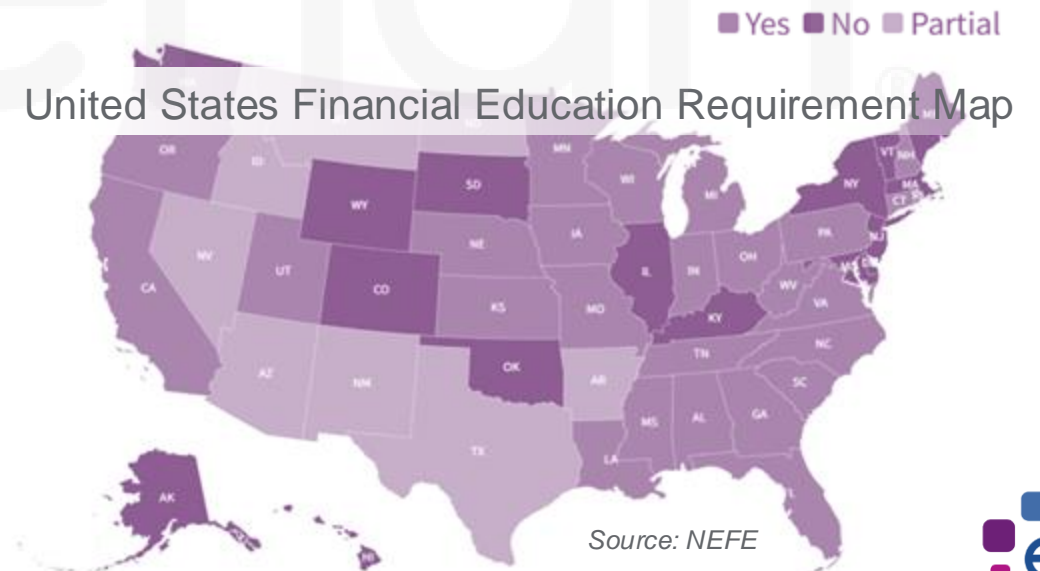 Yes No Partial
United States Financial Education Requirement Map
OR
ID
MN
WI
MI
VT
NH
NY
MA
CT
WY
SD
NE
IA
PA
NJ
NV
UT
CO
KS
MO
IL
IN
OH
WV
VA
CA
KY
AZ
NM
OK
AR
TN
NC
SC
TX
LA
MS
AL
GA
AK
HI
Source: NEFE
e